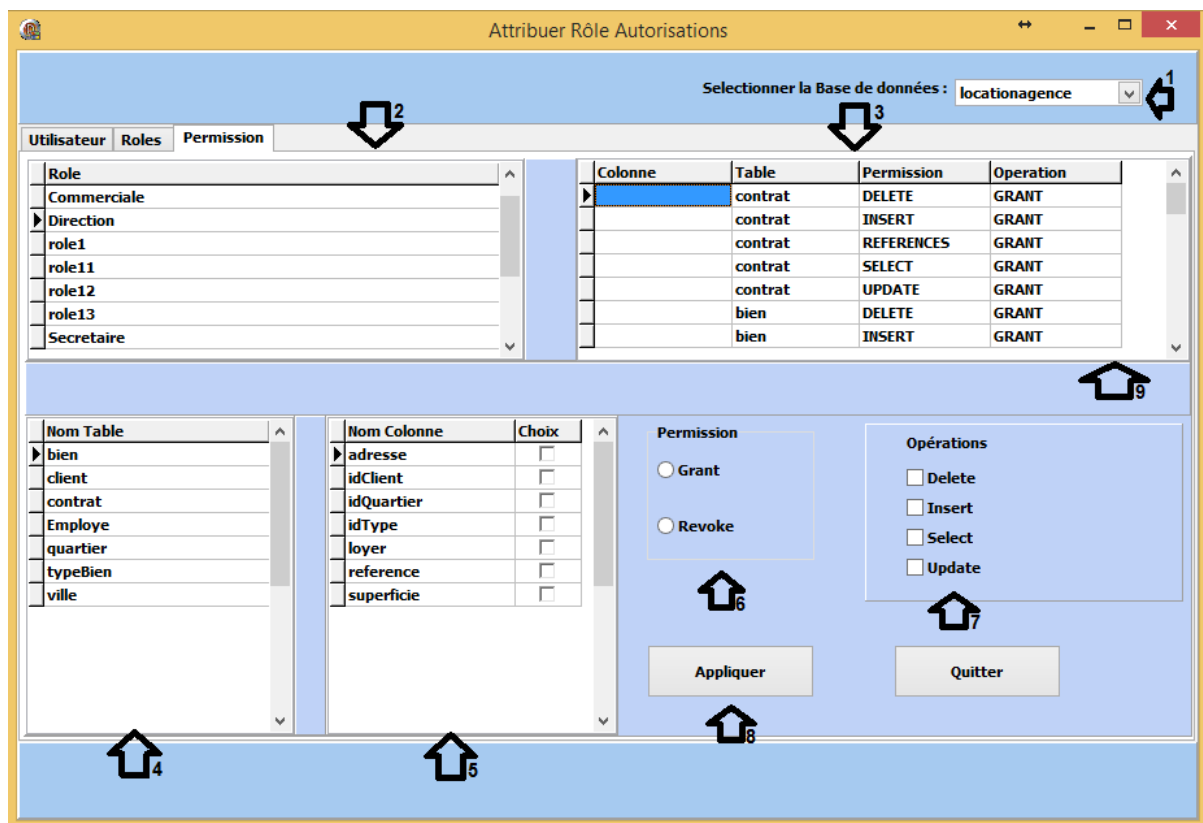 Attribuer Rôle Autorisations
Selectionner la Base de données : locationagence
1
2
3
Utilisateur Roles Permission
Role
Commerciale
Direction
role1
role11
role12
role13
Secretaire
Colonne Table Permission Operation
contrat DELETE GRANT
contrat INSERT GRANT
contrat REFERENCES GRANT
contrat SELECT GRANT
contrat UPDATE GRANT
bien DELETE GRANT
bien INSERT GRANT
9
Nom Table
bien
client
contrat
Employe
quartier
typeBien
ville
4
Nom Colonne Choix
adresse
idClient
idQuartier
idType
loyer
reference
superficie
5
Permission
Grant
Revoke
6
Opérations
Delete
Insert
Select
Update
7
Appliquer
8
Quitter